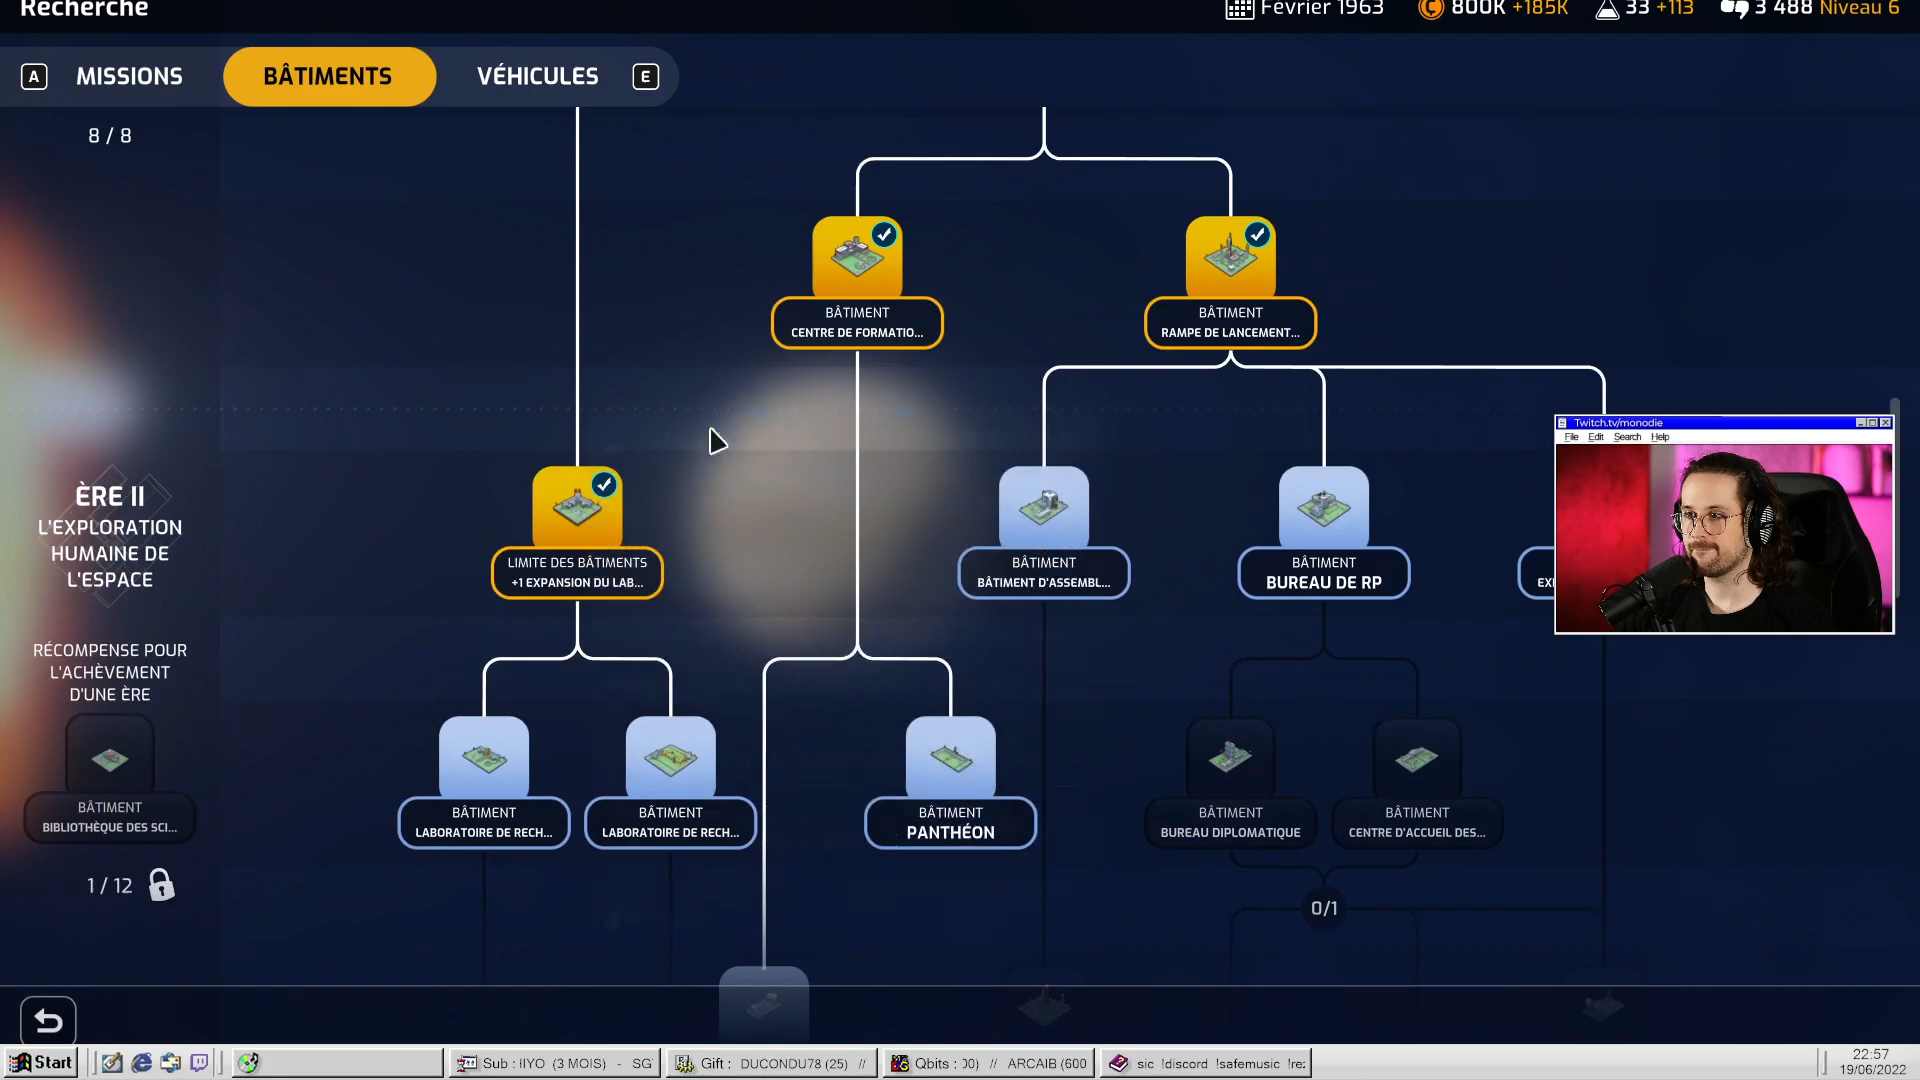 Recherche
Février 1963
800K +185K
33 +113
3 488 Niveau 6
A
MISSIONS
BÂTIMENTS
VÉHICULES
E
8 / 8
BÂTIMENT
CENTRE DE FORMATIO...
BÂTIMENT
RAMPE DE LANCEMENT...
Twitch.tv/monodie
File Edit Search Help
ÈRE II
L'EXPLORATION
HUMAINE DE
L'ESPACE
LIMITE DES BÂTIMENTS
+1 EXPANSION DU LAB...
BÂTIMENT
BÂTIMENT D'ASSEMBL...
BÂTIMENT
BUREAU DE RP
RÉCOMPENSE POUR
L'ACHÈVEMENT
D'UNE ÈRE
BÂTIMENT
BIBLIOTHÈQUE DES SCI...
BÂTIMENT
LABORATOIRE DE RECH...
BÂTIMENT
LABORATOIRE DE RECH...
BÂTIMENT
PANTHÉON
BÂTIMENT
BUREAU DIPLOMATIQUE
BÂTIMENT
CENTRE D'ACCUEIL DES...
1 / 12
0/1
Start
Sub : IIYO (3 MOIS) - SG
Gift : DUCONDU78 (25) //
Qbits : 00) // ARCAIB (600
sic !discord !safemusic !re
22:57
19/06/2022